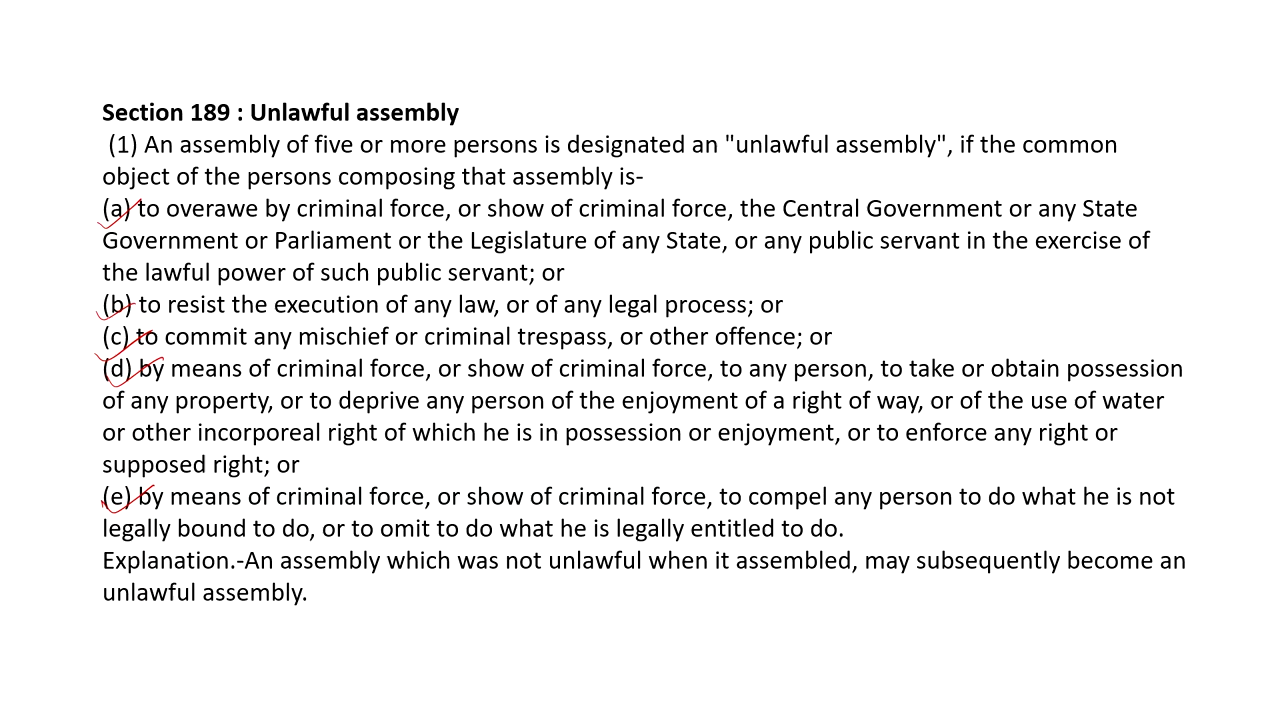 Section 189 : Unlawful assembly
(1) An assembly of five or more persons is designated an "unlawful assembly", if the common
object of the persons composing that assembly is-
(a) to overawe by criminal force, or show of criminal force, the Central Government or any State
Government or Parliament or the Legislature of any State, or any public servant in the exercise of
the lawful power of such public servant; or
(b) to resist the execution of any law, or of any legal process; or
(c) to commit any mischief or criminal trespass, or other offence; or
(d) by means of criminal force, or show of criminal force, to any person, to take or obtain possession
of any property, or to deprive any person of the enjoyment of a right of way, or of the use of water
or other incorporeal right of which he is in possession or enjoyment, or to enforce any right or
supposed right; or
(e) by means of criminal force, or show of criminal force, to compel any person to do what he is not
legally bound to do, or to omit to do what he is legally entitled to do.
Explanation.-An assembly which was not unlawful when it assembled, may subsequently become an
unlawful assembly.